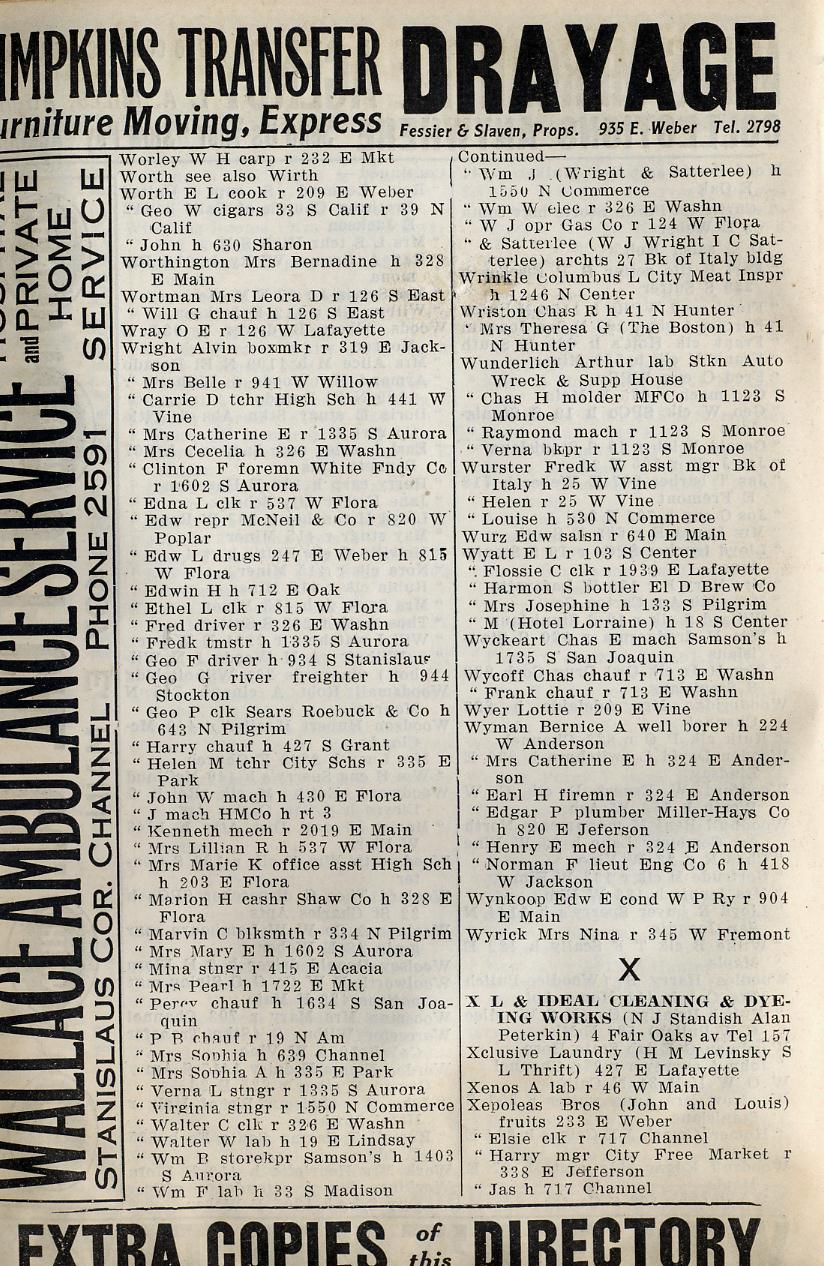 IMPKINS TRANSFER DRAYAGE
urniture Moving, Express Fessier & Slaven, Props. 935 E. Weber Tel. 2798
and PRIVATE
HOME
SERVICE
WALLACE AMBULANCE SERVICE
STANISLAUS COR. CHANNEL PHONE 2591
Worley W H carp r 232 E Mkt
Worth see also Wirth
Worth E L cook r 209 E Weber
" Geo W cigars 33 S Calif r 39 N
Calif
" John h 630 Sharon
Worthington Mrs Bernadine h 328
E Main
Wortman Mrs Leora D r 126 S East
" Will G chauf h 126 S East
Wray O E r 126 W Lafayette
Wright Alvin boxmkr r 319 E Jack-
son
" Mrs Belle r 941 W Willow
" Carrie D tchr High Sch h 441 W
Vine
" Mrs Catherine E r 1335 S Aurora
" Mrs Cecelia h 326 E Washn
" Clinton F foremn White Fndy Co
r 1602 S Aurora
" Edna L clk r 537 W Flora
" Edw repr McNeil & Co r 820 W
Poplar
" Edw L drugs 247 E Weber h 815
W Flora
" Edwin H h 712 E Oak
" Ethel L clk r 815 W Flora
" Fred driver r 326 E Washn
" Fredk tmstr h 1335 S Aurora
" Geo F driver h 934 S Stanislaus
" Geo G river freighter h 944
Stockton
" Geo P clk Sears Roebuck & Co h
643 N Pilgrim
" Harry chauf h 427 S Grant
" Helen M tchr City Schs r 335 E
Park
" John W mach h 430 E Flora
" J mach HMCo h rt 3
" Kenneth mech r 2019 E Main
" Mrs Lillian R h 537 W Flora
" Mrs Marie K office asst High Sch
h 203 E Flora
" Marion H cashr Shaw Co h 328 E
Flora
" Marvin C blksmth r 334 N Pilgrim
" Mrs Mary E h 1602 S Aurora
" Mina stngr r 415 E Acacia
" Mrs Pearl h 1722 E Mkt
" Percy chauf h 1634 S San Joa-
quin
" P B chauf r 19 N Am
" Mrs Sophia h 639 Channel
" Mrs Sophia A h 335 E Park
" Verna L stngr r 1335 S Aurora
" Virginia stngr r 1550 N Commerce
" Walter C clk r 326 E Washn
" Walter W lab h 19 E Lindsay
" Wm B storekpr Samson's h 1403
S Aurora
" Wm F lab h 33 S Madison
Continued—
" Wm J (Wright & Satterlee) h
1550 N Commerce
" Wm W elec r 326 E Washn
" W J opr Gas Co r 124 W Flora
" & Satterlee (W J Wright I C Sat-
terlee) archts 27 Bk of Italy bldg
Wrinkle Columbus L City Meat Inspr
h 1246 N Center
Wriston Chas R h 41 N Hunter
" Mrs Theresa G (The Boston) h 41
N Hunter
Wunderlich Arthur lab Stkn Auto
Wreck & Supp House
" Chas H molder MFCo h 1123 S
Monroe
" Raymond mach r 1123 S Monroe
" Verna bkpr r 1123 S Monroe
Wurster Fredk W asst mgr Bk of
Italy h 25 W Vine
" Helen r 25 W Vine
" Louise h 530 N Commerce
Wurz Edw salsn r 640 E Main
Wyatt E L r 103 S Center
" Flossie C clk r 1939 E Lafayette
" Harmon S bottler El D Brew Co
" Mrs Josephine h 133 S Pilgrim
" M (Hotel Lorraine) h 18 S Center
Wyckeart Chas E mach Samson's h
1735 S San Joaquin
Wycoff Chas chauf r 713 E Washn
" Frank chauf r 713 E Washn
Wyer Lottie r 209 E Vine
Wyman Bernice A well borer h 224
W Anderson
" Mrs Catherine E h 324 E Ander-
son
" Earl H firemn r 324 E Anderson
" Edgar P plumber Miller-Hays Co
h 820 E Jeferson
" Henry E mech r 324 E Anderson
" Norman F lieut Eng Co 6 h 418
W Jackson
Wynkoop Edw E cond W P Ry r 904
E Main
Wyrick Mrs Nina r 345 W Fremont
X
X L & IDEAL CLEANING & DYE-
ING WORKS (N J Standish Alan
Peterkin) 4 Fair Oaks av Tel 157
Xclusive Laundry (H M Levinsky S
L Thrift) 427 E Lafayette
Xenos A lab r 46 W Main
Xepoleas Bros (John and Louis)
fruits 233 E Weber
" Elsie clk r 717 Channel
" Harry mgr City Free Market r
338 E Jefferson
" Jas h 717 Channel
EXTRA COPIES of this DIRECTORY